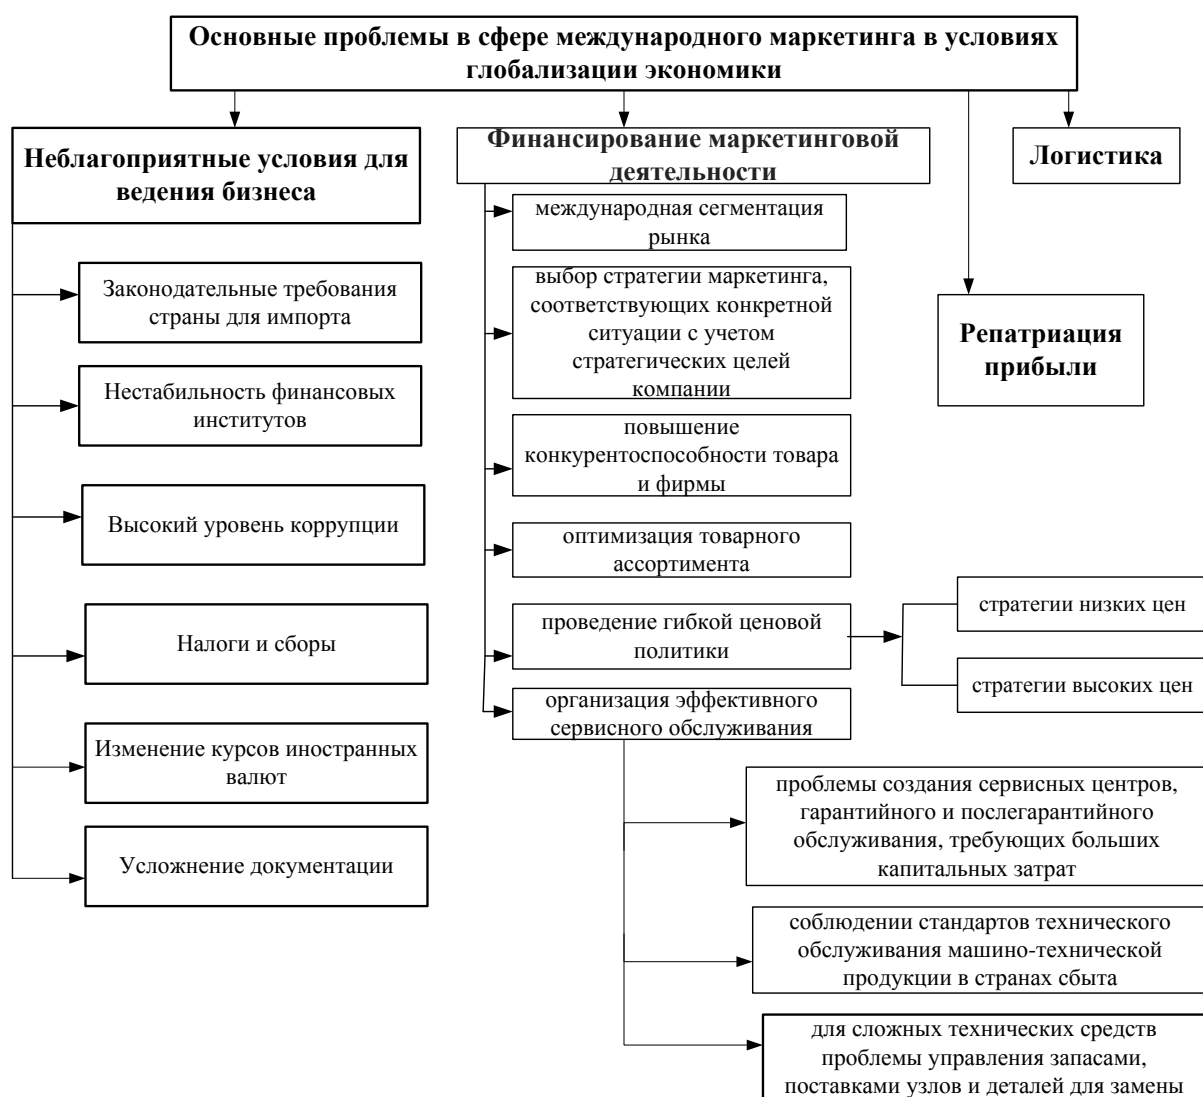 Основные проблемы в сфере международного маркетинга в условиях
глобализации экономики
Неблагоприятные условия для
ведения бизнеса
Законодательные требования
страны для импорта
Нестабильность финансовых
институтов
Высокий уровень коррупции
Налоги и сборы
Изменение курсов иностранных
валют
Усложнение документации
Финансирование маркетинговой
деятельности
международная сегментация
рынка
выбор стратегии маркетинга,
соответствующих конкретной
ситуации с учетом
стратегических целей
компании
повышение
конкурентоспособности товара
и фирмы
оптимизация товарного
ассортимента
проведение гибкой ценовой
политики
стратегии низких цен
стратегии высоких цен
организация эффективного
сервисного обслуживания
проблемы создания сервисных центров,
гарантийного и послегарантийного
обслуживания, требующих больших
капитальных затрат
соблюдении стандартов технического
обслуживания машино-технической
продукции в странах сбыта
для сложных технических средств
проблемы управления запасами,
поставками узлов и деталей для замены
Репатриация
прибыли
Логистика